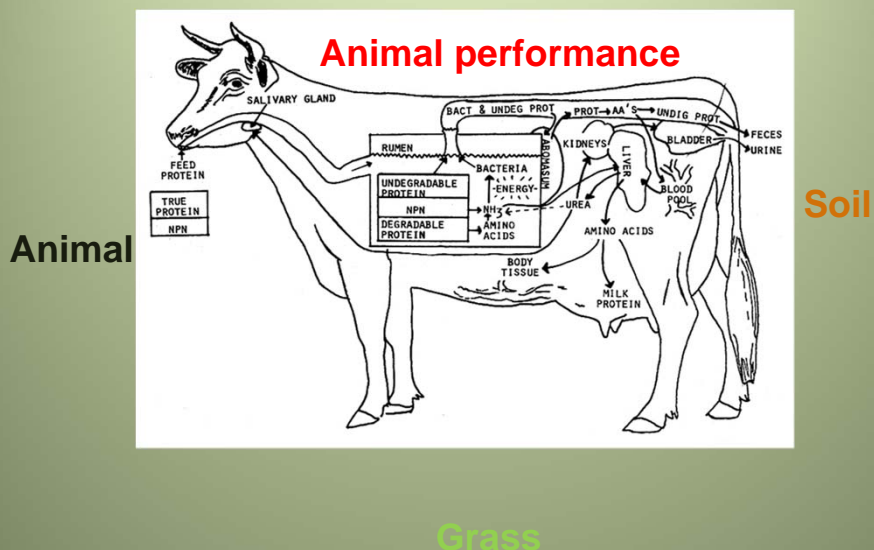 Animal performance
SALIVARY GLAND
BACT & UNDEG PROT
PROT→AA'S→UNDIG PROT
FECES
URINE
BLADDER
KIDNEYS
RUMEN
ABOMASUM
LIVER
FEED
PROTEIN
BACTERIA
-ENERGY-
UNDEGRADABLE
PROTEIN
NPN
NH3
DEGRADABLE
PROTEIN
AMINO
ACIDS
UREA
BLOOD
POOL
TRUE
PROTEIN
NPN
Soil
AMINO ACIDS
Animal
BODY
TISSUE
MILK
PROTEIN
Grass